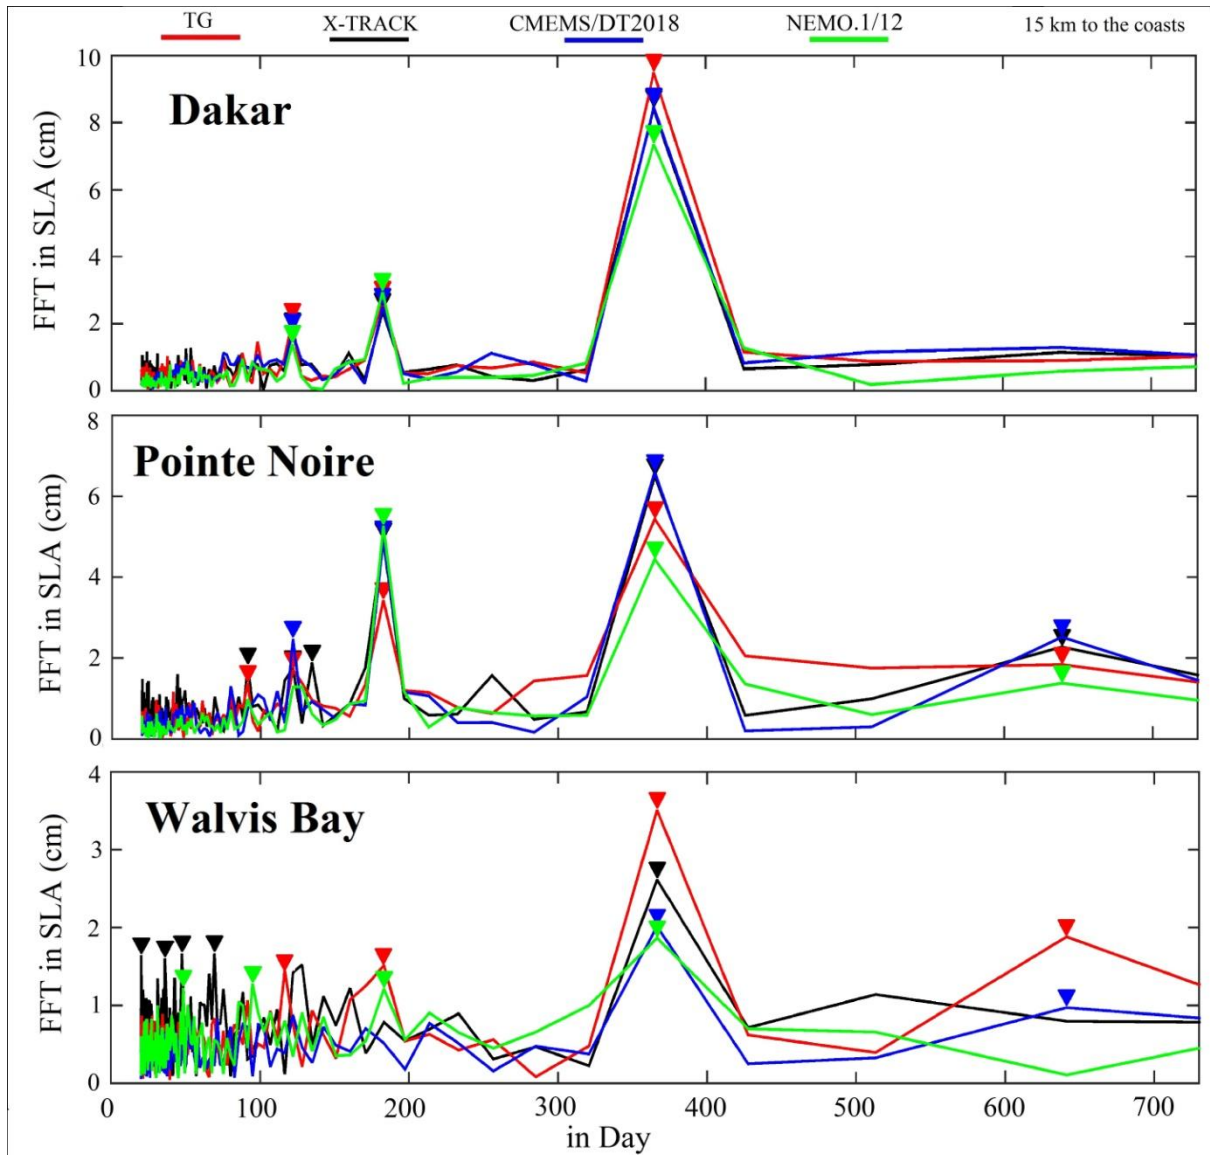 TG X-TRACK CMEMS/DT2018 NEMO.1/12 15 km to the coasts
10
8
6
4
2
0
FFT in SLA (cm)
Dakar
8
6
4
2
0
FFT in SLA (cm)
Pointe Noire
4
3
2
1
0
FFT in SLA (cm)
Walvis Bay
0 100 200 300 400 500 600 700
in Day